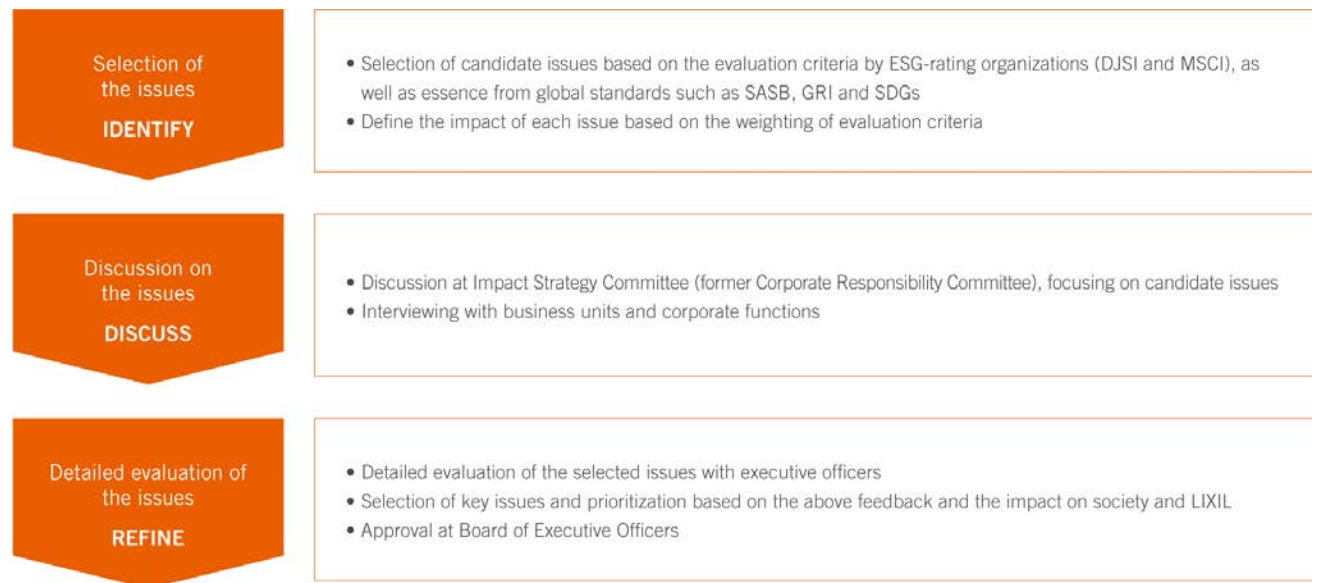 Selection of
the issues
IDENTIFY
• Selection of candidate issues based on the evaluation criteria by ESG-rating organizations (DJSI and MSCI), as
well as essence from global standards such as SASB, GRI and SDGs
• Define the impact of each issue based on the weighting of evaluation criteria
Discussion on
the issues
DISCUSS
• Discussion at Impact Strategy Committee (former Corporate Responsibility Committee), focusing on candidate issues
• Interviewing with business units and corporate functions
Detailed evaluation of
the issues
REFINE
• Detailed evaluation of the selected issues with executive officers
• Selection of key issues and prioritization based on the above feedback and the impact on society and LIXIL
• Approval at Board of Executive Officers